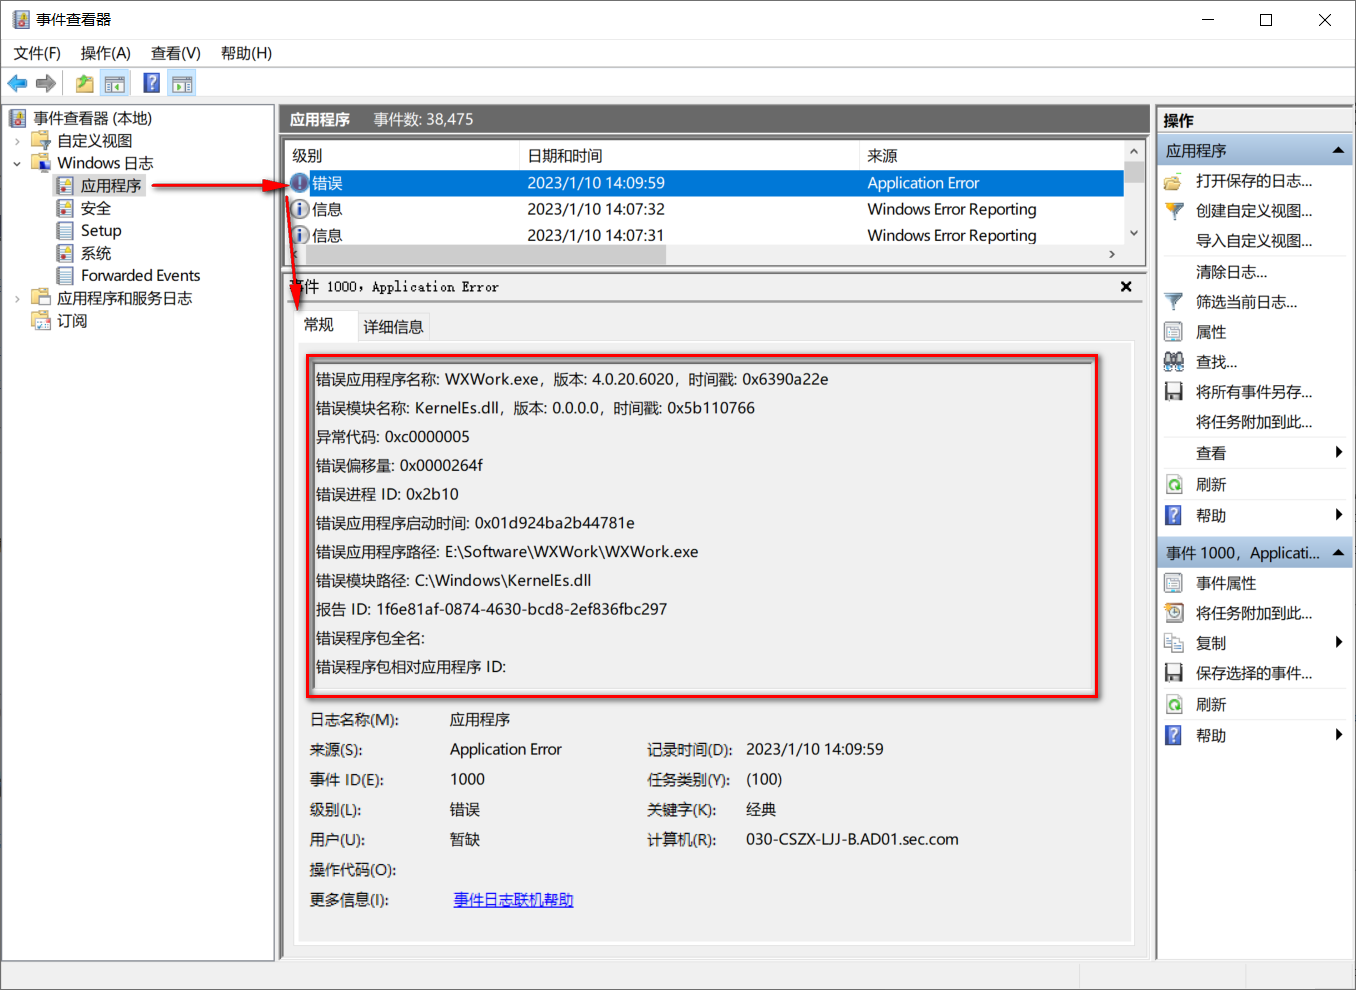 事件查看器
文件(F) 操作(A) 查看(V) 帮助(H)
事件查看器 (本地)
自定义视图
Windows 日志
应用程序
安全
Setup
系统
Forwarded Events
应用程序和服务日志
订阅
应用程序 事件数: 38,475
级别 日期和时间 来源
错误 2023/1/10 14:09:59 Application Error
信息 2023/1/10 14:07:32 Windows Error Reporting
信息 2023/1/10 14:07:31 Windows Error Reporting
事件 1000，Application Error
常规 详细信息
错误应用程序名称: WXWork.exe，版本: 4.0.20.6020，时间戳: 0x6390a22e
错误模块名称: KernelEs.dll，版本: 0.0.0.0，时间戳: 0x5b110766
异常代码: 0xc0000005
错误偏移量: 0x0000264f
错误进程 ID: 0x2b10
错误应用程序启动时间: 0x01d924ba2b44781e
错误应用程序路径: E:\Software\WXWork\WXWork.exe
错误模块路径: C:\Windows\KernelEs.dll
报告 ID: 1f6e81af-0874-4630-bcd8-2ef836fbc297
错误程序包全名:
错误程序包相对应用程序 ID:
日志名称(M): 应用程序
来源(S): Application Error 记录时间(D): 2023/1/10 14:09:59
事件 ID(E): 1000 任务类别(Y): (100)
级别(L): 错误 关键字(K): 经典
用户(U): 暂缺 计算机(R): 030-CSZX-LJJ-B.AD01.sec.com
操作代码(O):
更多信息(I): 事件日志联机帮助
操作
应用程序
打开保存的日志...
创建自定义视图...
导入自定义视图...
清除日志...
筛选当前日志...
属性
查找...
将所有事件另存...
将任务附加到此...
查看
刷新
帮助
事件 1000，Applicati...
事件属性
将任务附加到此...
复制
保存选择的事件...
刷新
帮助